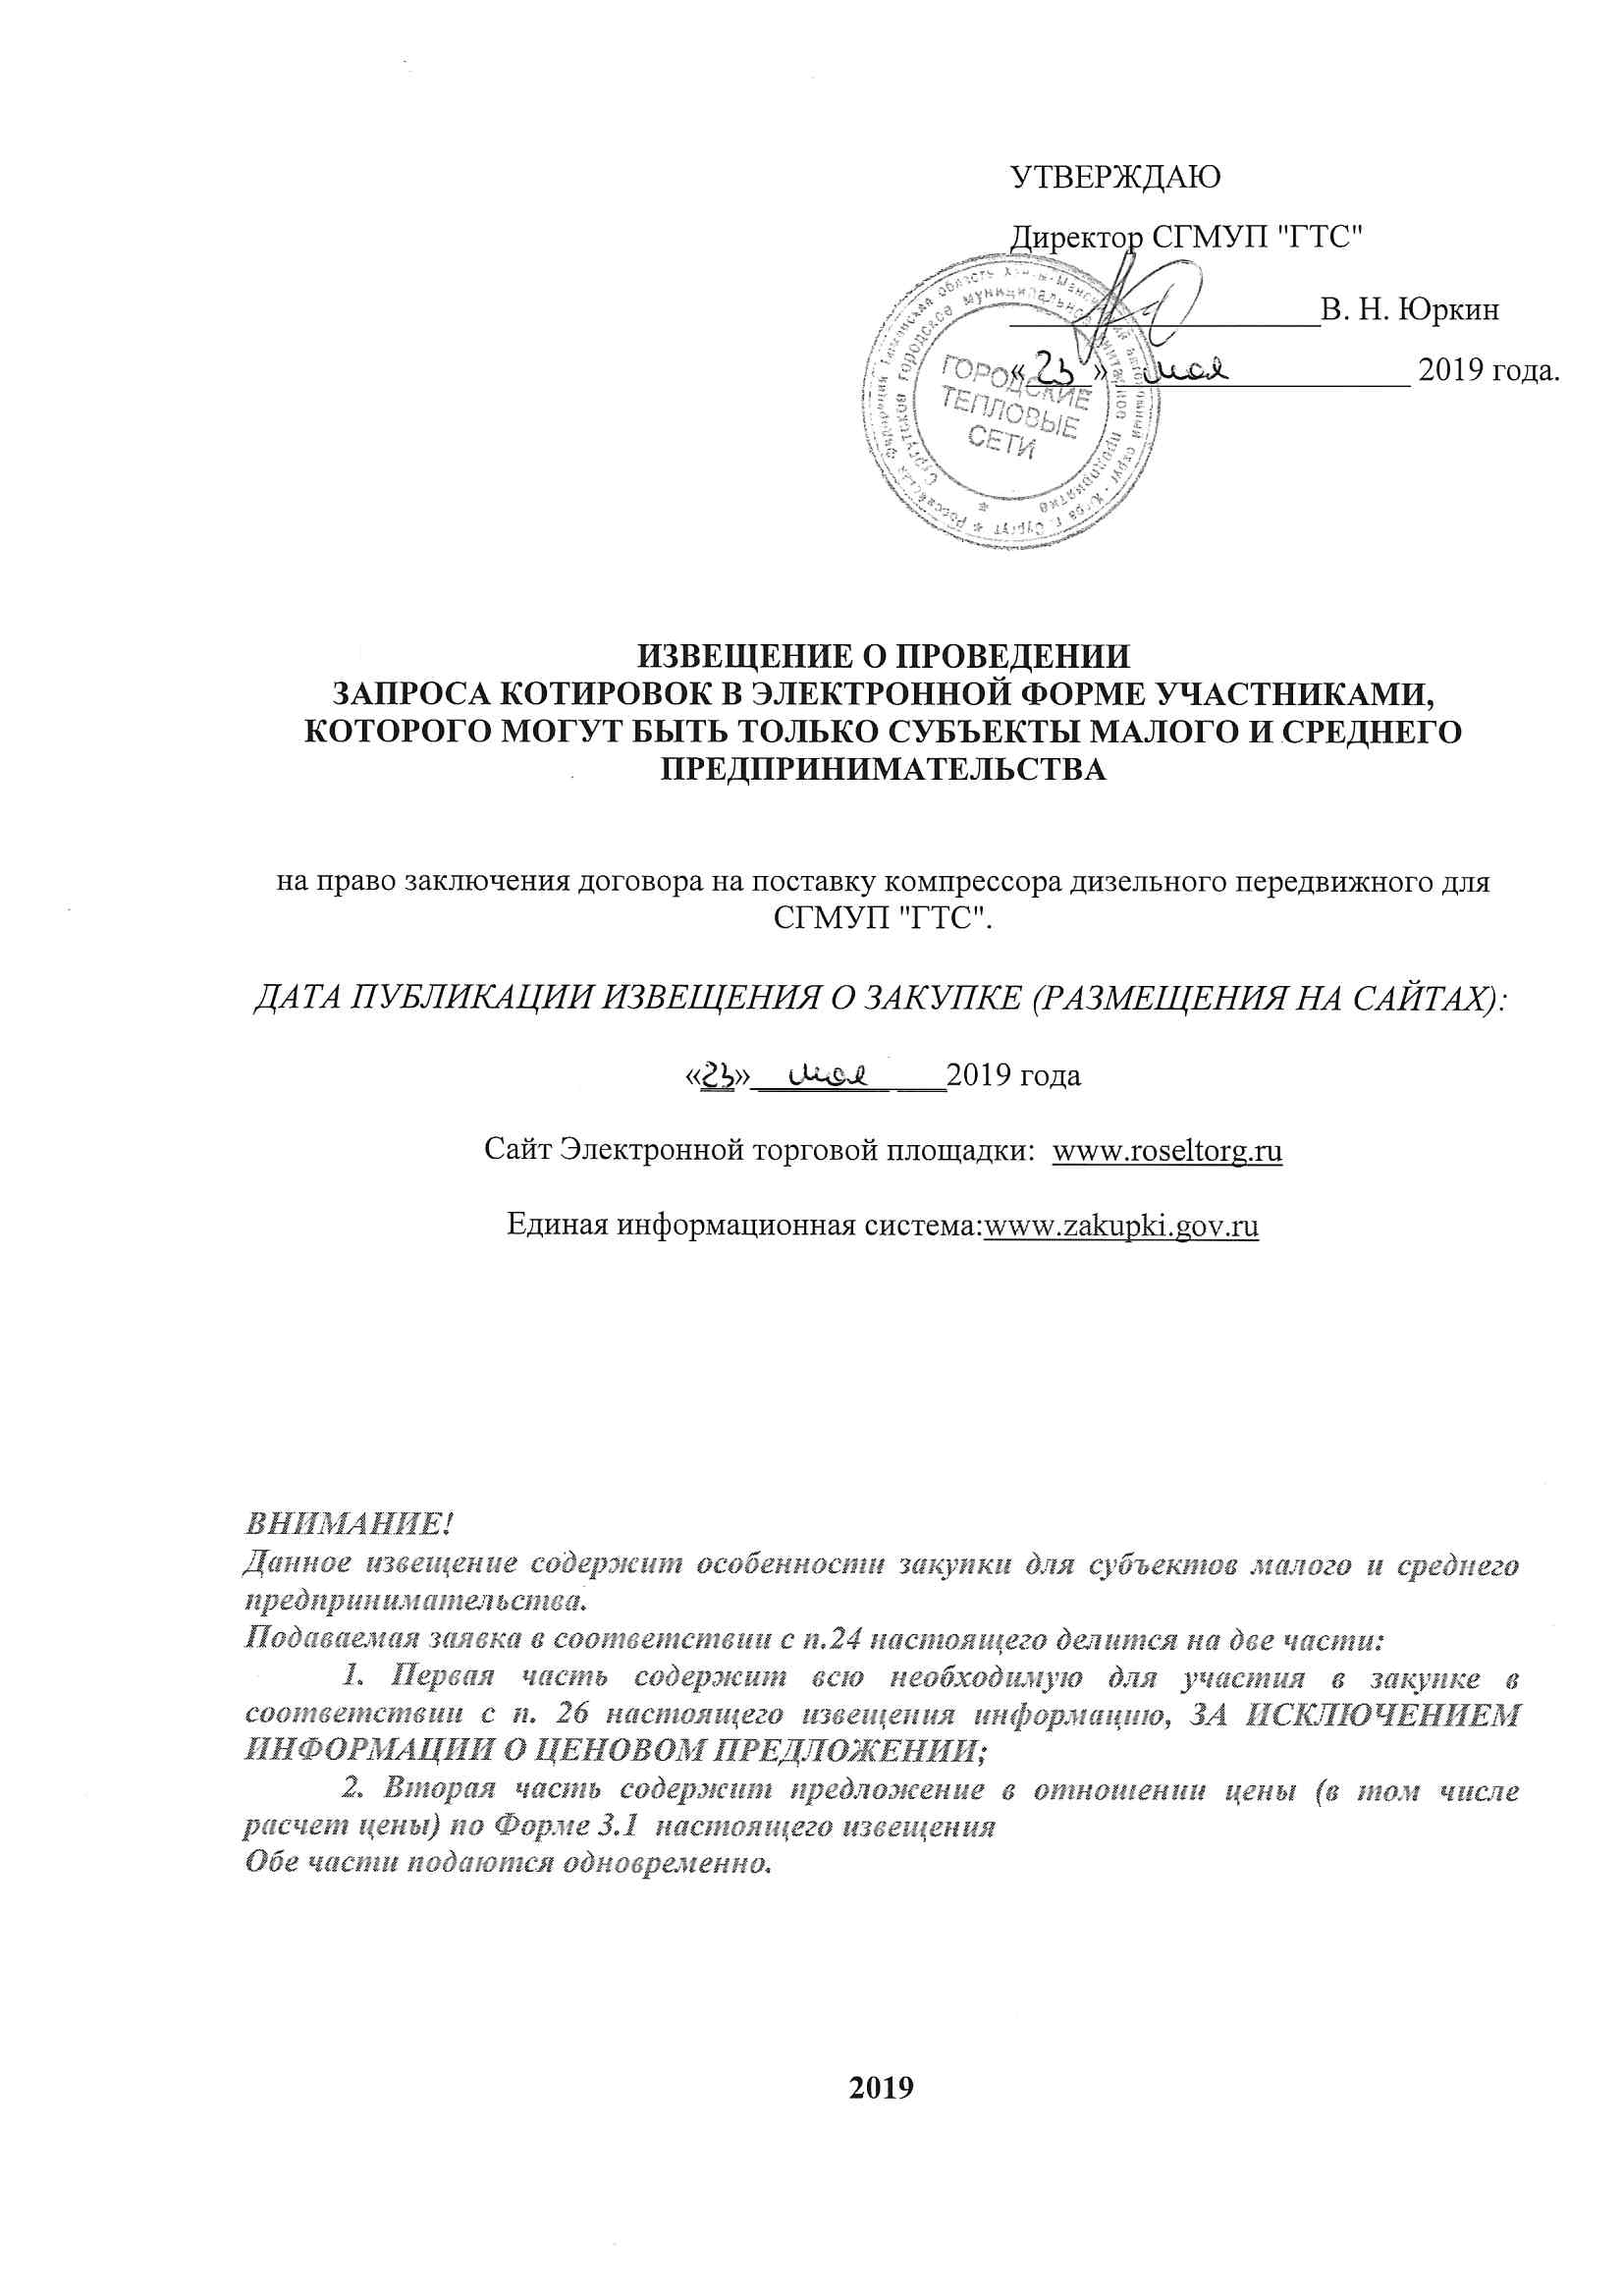 УТВЕРЖДАЮ
Директор СГМУП "ГТС"
В. Н. Юркин
«23» мая 2019 года.
ГОРОДСКИЕ
ТЕПЛОВЫЕ
СЕТИ
ИЗВЕЩЕНИЕ О ПРОВЕДЕНИИ
ЗАПРОСА КОТИРОВОК В ЭЛЕКТРОННОЙ ФОРМЕ УЧАСТНИКАМИ,
КОТОРОГО МОГУТ БЫТЬ ТОЛЬКО СУБЪЕКТЫ МАЛОГО И СРЕДНЕГО
ПРЕДПРИНИМАТЕЛЬСТВА
на право заключения договора на поставку компрессора дизельного передвижного для
СГМУП "ГТС".
ДАТА ПУБЛИКАЦИИ ИЗВЕЩЕНИЯ О ЗАКУПКЕ (РАЗМЕЩЕНИЯ НА САЙТАХ):
«23» мая 2019 года
Сайт Электронной торговой площадки: www.roseltorg.ru
Единая информационная система:www.zakupki.gov.ru
ВНИМАНИЕ!
Данное извещение содержит особенности закупки для субъектов малого и среднего
предпринимательства.
Подаваемая заявка в соответствии с п.24 настоящего делится на две части:
1. Первая часть содержит всю необходимую для участия в закупке в
соответствии с п. 26 настоящего извещения информацию, ЗА ИСКЛЮЧЕНИЕМ
ИНФОРМАЦИИ О ЦЕНОВОМ ПРЕДЛОЖЕНИИ;
2. Вторая часть содержит предложение в отношении цены (в том числе
расчет цены) по Форме 3.1 настоящего извещения
Обе части подаются одновременно.
2019